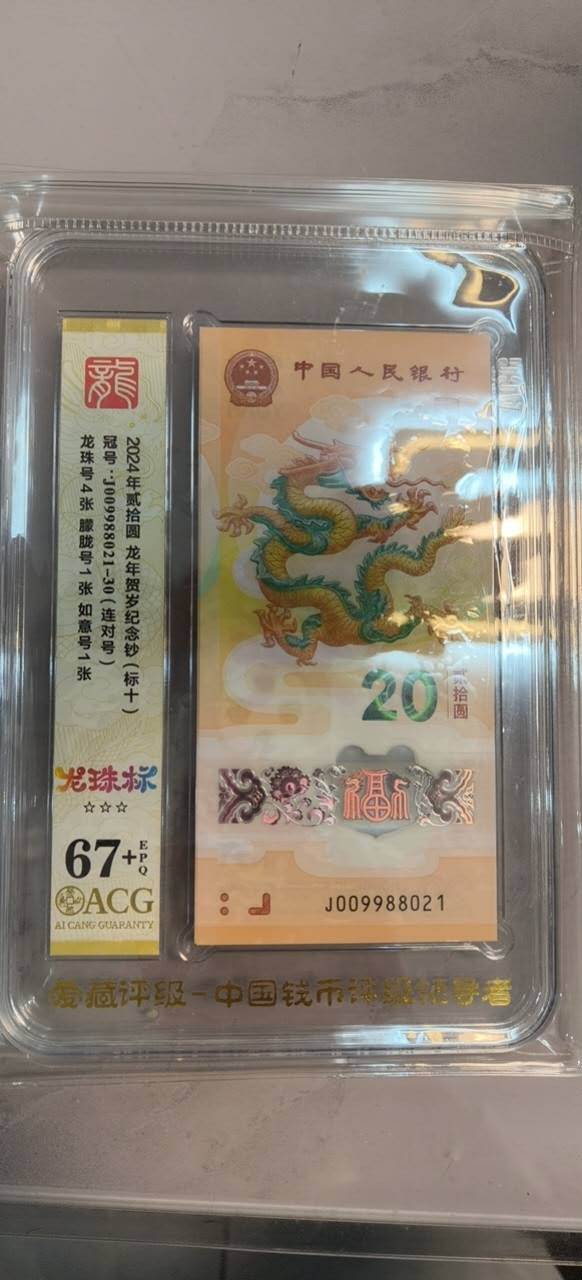 龍
2024年贰拾圆 龙年贺岁纪念钞(标十)
冠号:J009988021-30(连对号)
龙珠号4张 朦胧号1张 如意号1张
龙珠标
☆☆☆
67+
EPQ
ACG
AI CANG GUARANTY
中国人民银行
20
贰拾圆
福
J009988021
爱藏评级-中国钱币评级领导者